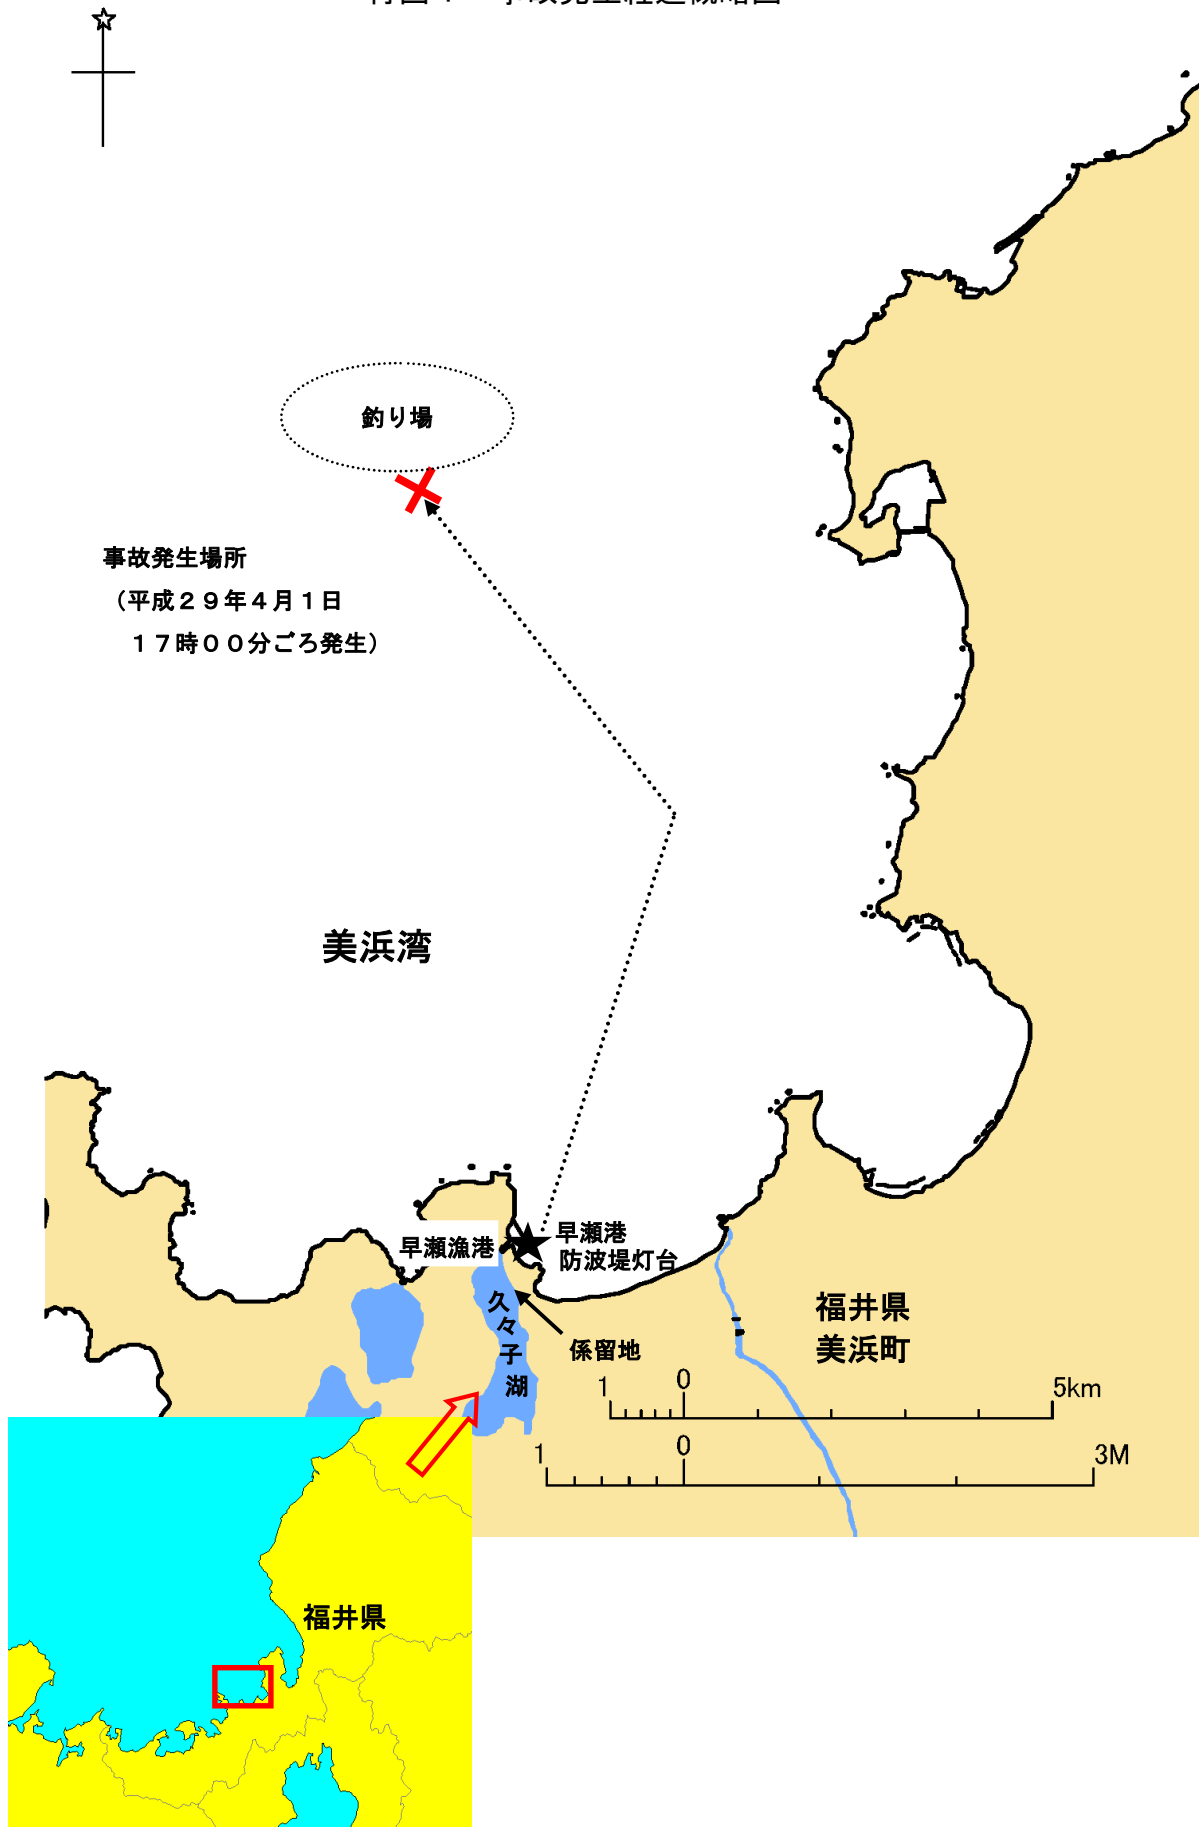 釣り場
事故発生場所
（平成２９年４月１日
１７時００分ごろ発生）
美浜湾
早瀬漁港
早瀬港
防波堤灯台
久々子湖
係留地
福井県
美浜町
1 0 5km
1 0 3M
福井県